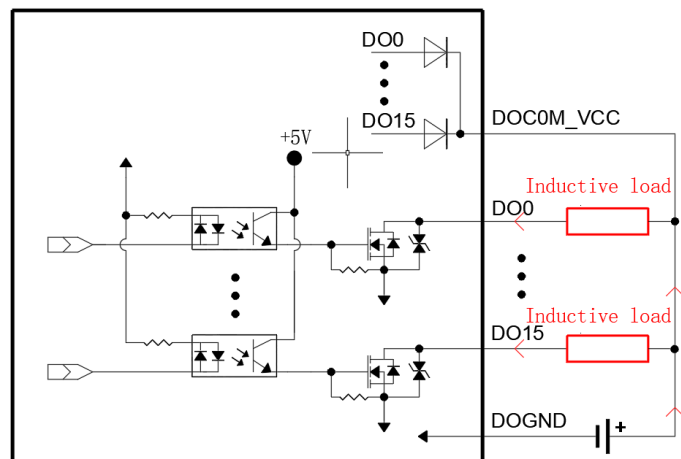 DO0
DO15
DOC0M_VCC
+5V
Inductive load
DO0
Inductive load
DO15
DOGND
+